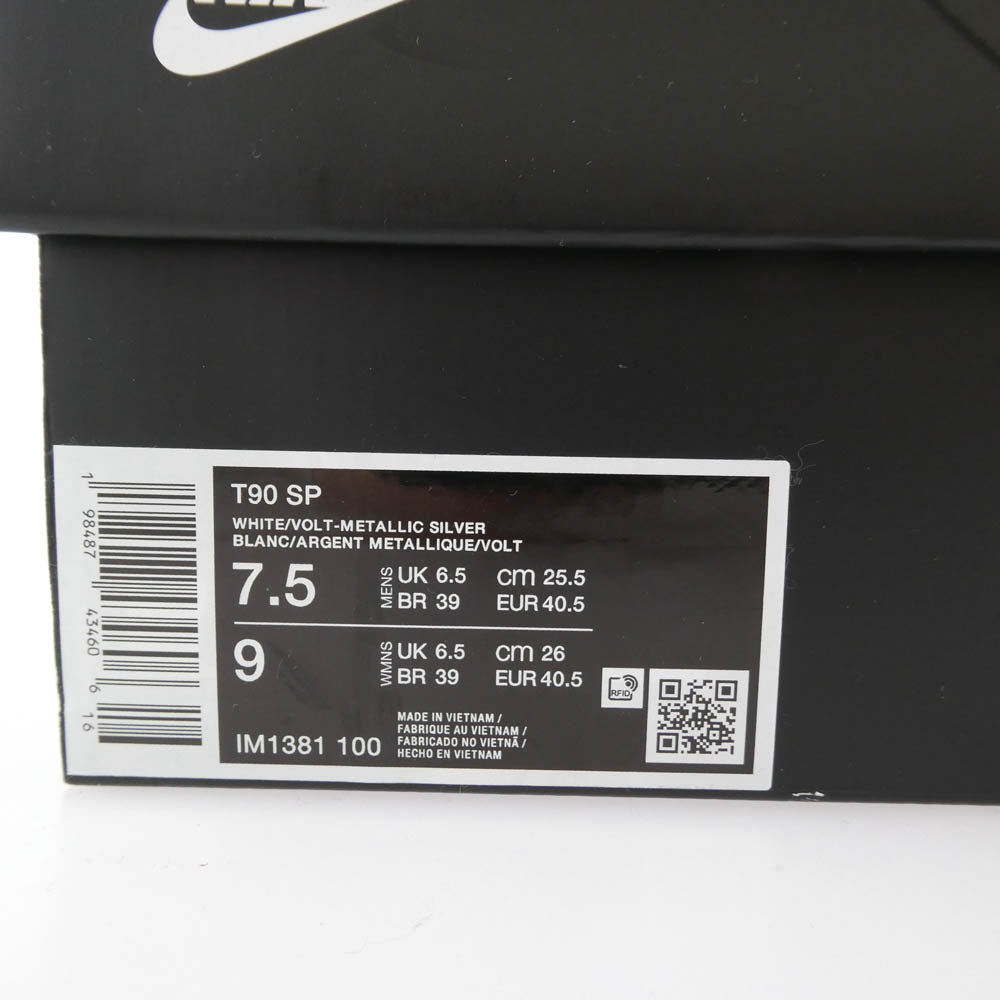 T90 SP
WHITE/VOLT-METALLIC SILVER
BLANC/ARGENT METALLIQUE/VOLT
7.5 MENS UK 6.5 cm 25.5
BR 39 EUR 40.5
9 WMNS UK 6.5 cm 26
BR 39 EUR 40.5
RFID
IM1381 100
MADE IN VIETNAM /
FABRIQUE AU VIETNAM /
FABRICADO NO VIETNÃ /
HECHO EN VIETNAM
1 98487 43460 6 16